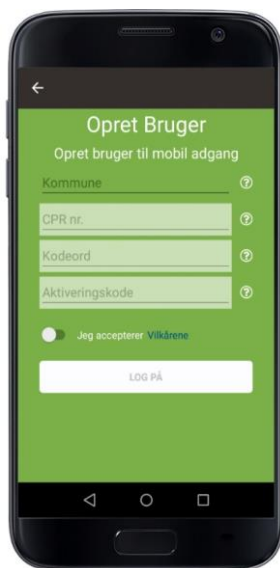 Opret Bruger
Opret bruger til mobil adgang
Kommune
CPR nr.
Kodeord
Aktiveringskode
Jeg accepterer Vilkårene
LOG PÅ